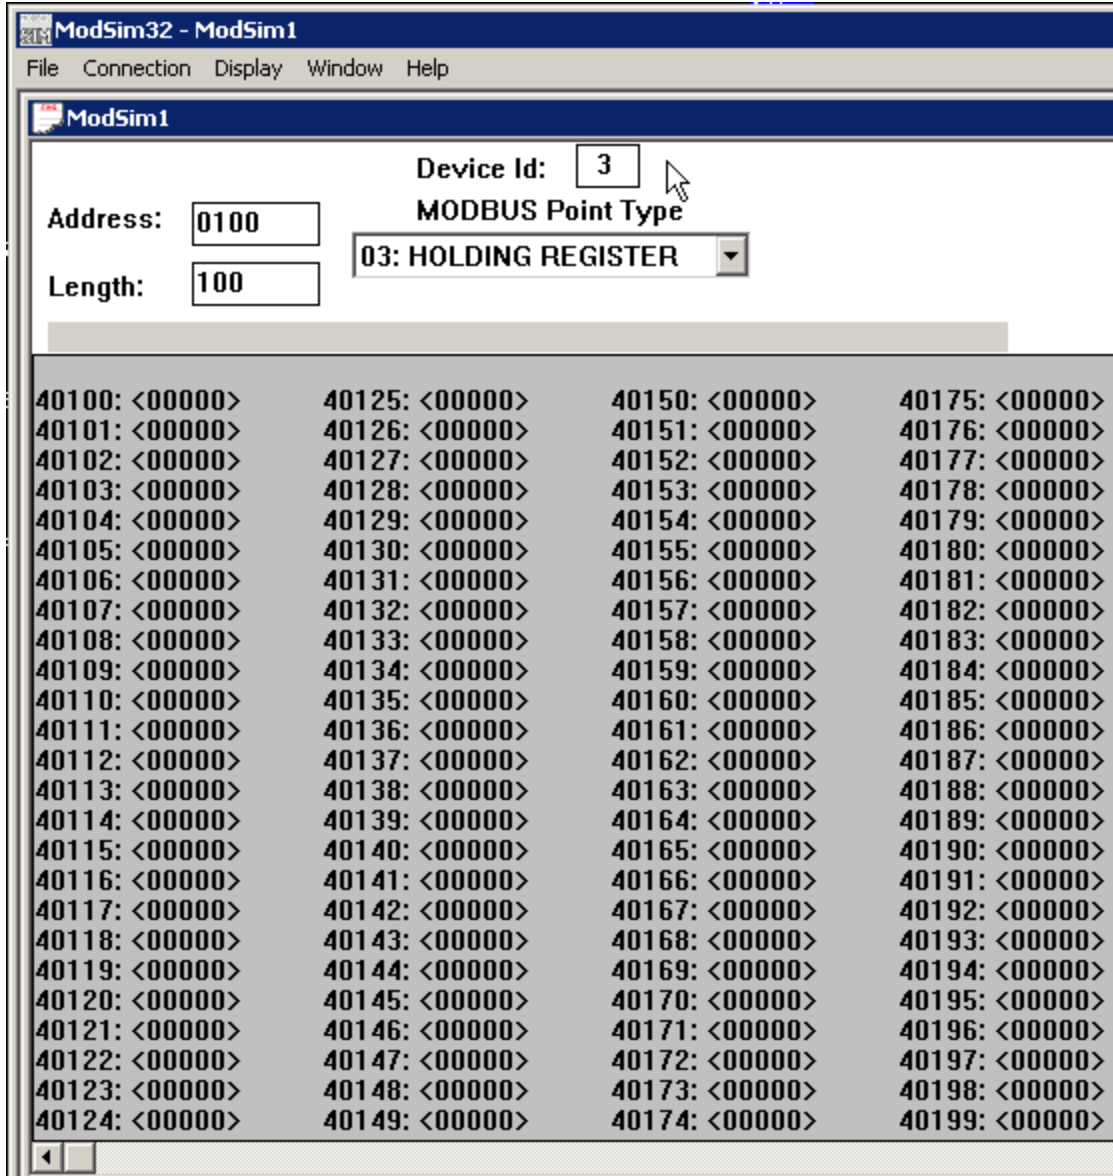 ModSim32 - ModSim1
File Connection Display Window Help
ModSim1
Device Id: 3
Address: 0100
MODBUS Point Type
03: HOLDING REGISTER
Length: 100
40100: <00000> 40125: <00000> 40150: <00000> 40175: <00000>
40101: <00000> 40126: <00000> 40151: <00000> 40176: <00000>
40102: <00000> 40127: <00000> 40152: <00000> 40177: <00000>
40103: <00000> 40128: <00000> 40153: <00000> 40178: <00000>
40104: <00000> 40129: <00000> 40154: <00000> 40179: <00000>
40105: <00000> 40130: <00000> 40155: <00000> 40180: <00000>
40106: <00000> 40131: <00000> 40156: <00000> 40181: <00000>
40107: <00000> 40132: <00000> 40157: <00000> 40182: <00000>
40108: <00000> 40133: <00000> 40158: <00000> 40183: <00000>
40109: <00000> 40134: <00000> 40159: <00000> 40184: <00000>
40110: <00000> 40135: <00000> 40160: <00000> 40185: <00000>
40111: <00000> 40136: <00000> 40161: <00000> 40186: <00000>
40112: <00000> 40137: <00000> 40162: <00000> 40187: <00000>
40113: <00000> 40138: <00000> 40163: <00000> 40188: <00000>
40114: <00000> 40139: <00000> 40164: <00000> 40189: <00000>
40115: <00000> 40140: <00000> 40165: <00000> 40190: <00000>
40116: <00000> 40141: <00000> 40166: <00000> 40191: <00000>
40117: <00000> 40142: <00000> 40167: <00000> 40192: <00000>
40118: <00000> 40143: <00000> 40168: <00000> 40193: <00000>
40119: <00000> 40144: <00000> 40169: <00000> 40194: <00000>
40120: <00000> 40145: <00000> 40170: <00000> 40195: <00000>
40121: <00000> 40146: <00000> 40171: <00000> 40196: <00000>
40122: <00000> 40147: <00000> 40172: <00000> 40197: <00000>
40123: <00000> 40148: <00000> 40173: <00000> 40198: <00000>
40124: <00000> 40149: <00000> 40174: <00000> 40199: <00000>